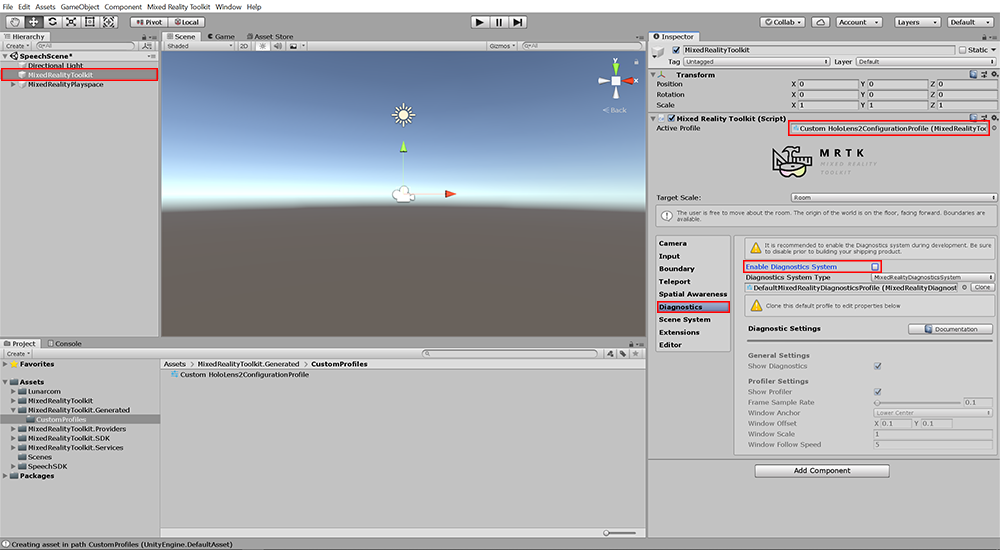 File Edit Assets GameObject Component Mixed Reality Toolkit Window Help
Pivot Local Collab Account Layers Default
Hierarchy
Create All
SpeechScene*
Directional Light
MixedRealityToolkit
MixedRealityPlayspace
Scene Game Asset Store
Shaded 2D Gizmos All
y
x
Back
Inspector
MixedRealityToolkit Static
Tag Untagged Layer Default
Transform
Position X 0 Y 0 Z 0
Rotation X 0 Y 0 Z 0
Scale X 1 Y 1 Z 1
Mixed Reality Toolkit (Script)
Active Profile Custom HoloLens2ConfigurationProfile (MixedRealityToo
MRTK
MIXED REALITY
TOOLKIT
Target Scale: Room
The user is free to move about the room. The origin of the world is on the floor, facing forward. Boundaries are
available.
Camera
Input
Boundary
Teleport
Spatial Awareness
Diagnostics
Scene System
Extensions
Editor
It is recommended to enable the Diagnostics system during development. Be sure
to disable prior to building your shipping product.
Enable Diagnostics System
Diagnostics System Type MixedRealityDiagnosticsSystem
DefaultMixedRealityDiagnosticsProfile (MixedRealityDiagnost Clone
Clone this default profile to edit properties below
Diagnostic Settings Documentation
General Settings
Show Diagnostics
Profiler Settings
Show Profiler
Frame Sample Rate 0.1
Window Anchor Lower Center
Window Offset X 0.1 Y 0.1
Window Scale 1
Window Follow Speed 5
Add Component
Project Console
Create
Favorites
Assets
Lunarcom
MixedRealityToolkit
MixedRealityToolkit.Generated
CustomProfiles
MixedRealityToolkit.Providers
MixedRealityToolkit.SDK
MixedRealityToolkit.Services
Scenes
SpeechSDK
Packages
Assets MixedRealityToolkit.Generated CustomProfiles
Custom HoloLens2ConfigurationProfile
Creating asset in path CustomProfiles (UnityEngine.DefaultAsset)